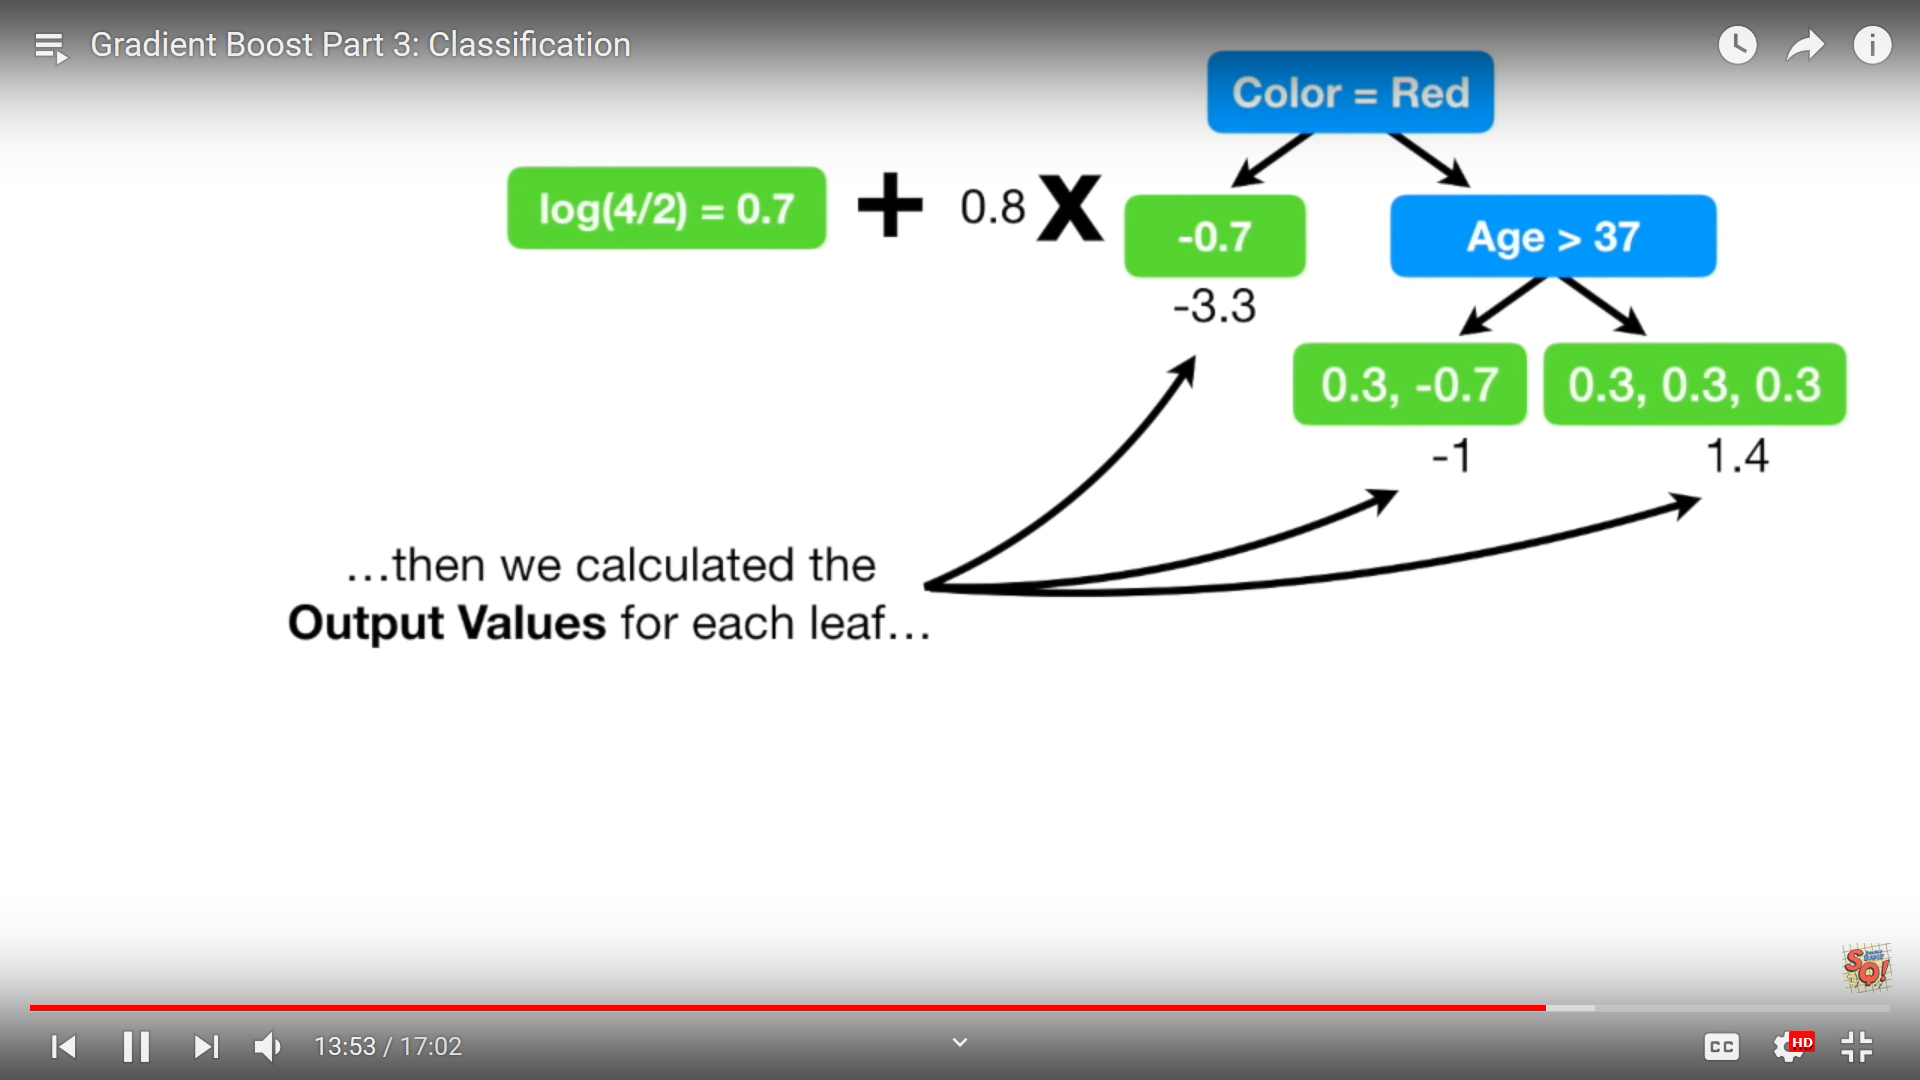 Gradient Boost Part 3: Classification
Color = Red
log(4/2) = 0.7
+ 0.8 X
-0.7
Age > 37
-3.3
0.3, -0.7
0.3, 0.3, 0.3
-1
1.4
...then we calculated the
Output Values for each leaf...
SQ!
13:53 / 17:02
CC
HD